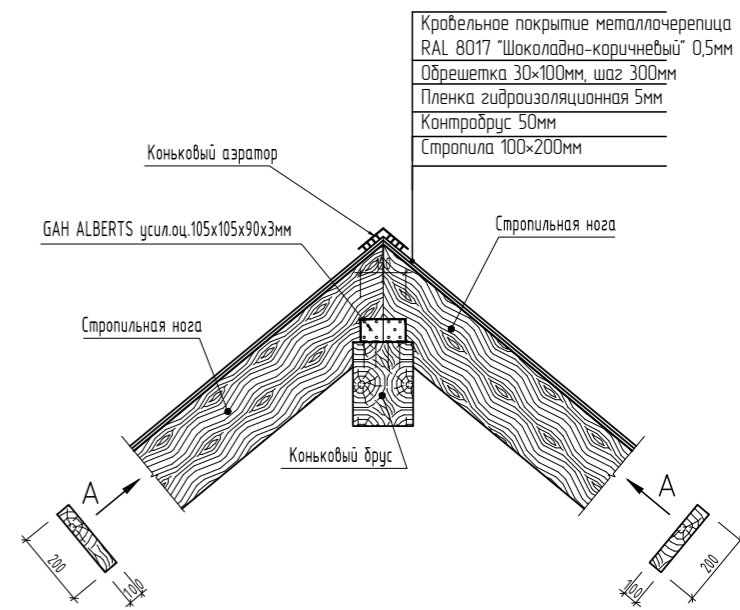 Кровельное покрытие металлочерепица
RAL 8017 "Шоколадно-коричневый" 0,5мм
Обрешетка 30×100мм, шаг 300мм
Пленка гидроизоляционная 5мм
Контробрус 50мм
Стропила 100×200мм
Коньковый аэратор
GAH ALBERTS усил.оц.105х105х90х3мм
Стропильная нога
Стропильная нога
Коньковый брус
А
А
200
100
100
200